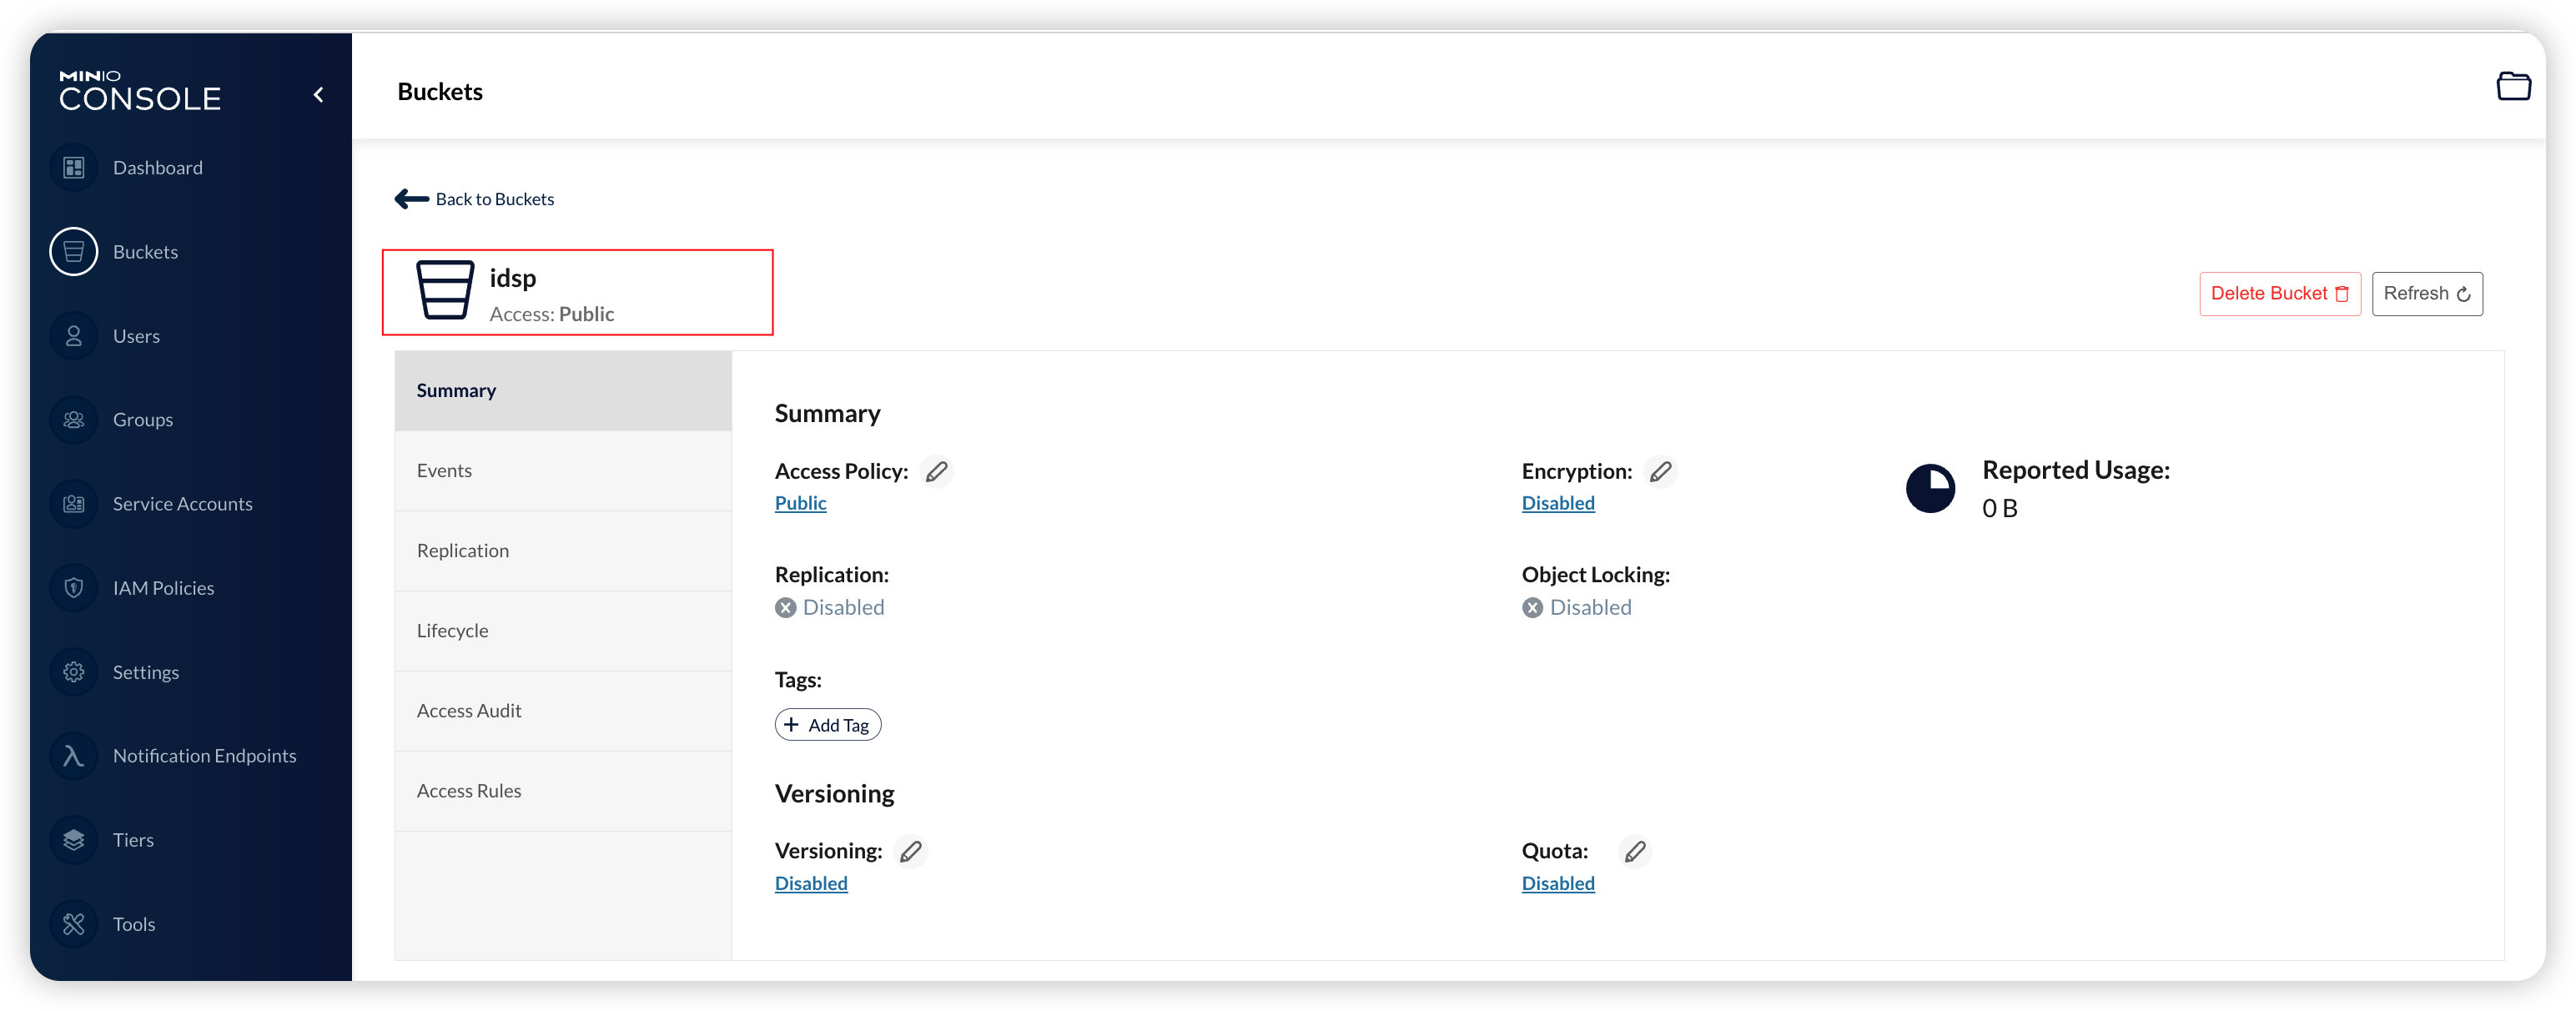 MINIO
CONSOLE
Dashboard
Buckets
Users
Groups
Service Accounts
IAM Policies
Settings
Notification Endpoints
Tiers
Tools
Buckets
Back to Buckets
idsp
Access: Public
Delete Bucket
Refresh
Summary
Events
Replication
Lifecycle
Access Audit
Access Rules
Summary
Access Policy:
Public
Encryption:
Disabled
Reported Usage:
0 B
Replication:
Disabled
Object Locking:
Disabled
Tags:
+ Add Tag
Versioning
Versioning:
Disabled
Quota:
Disabled